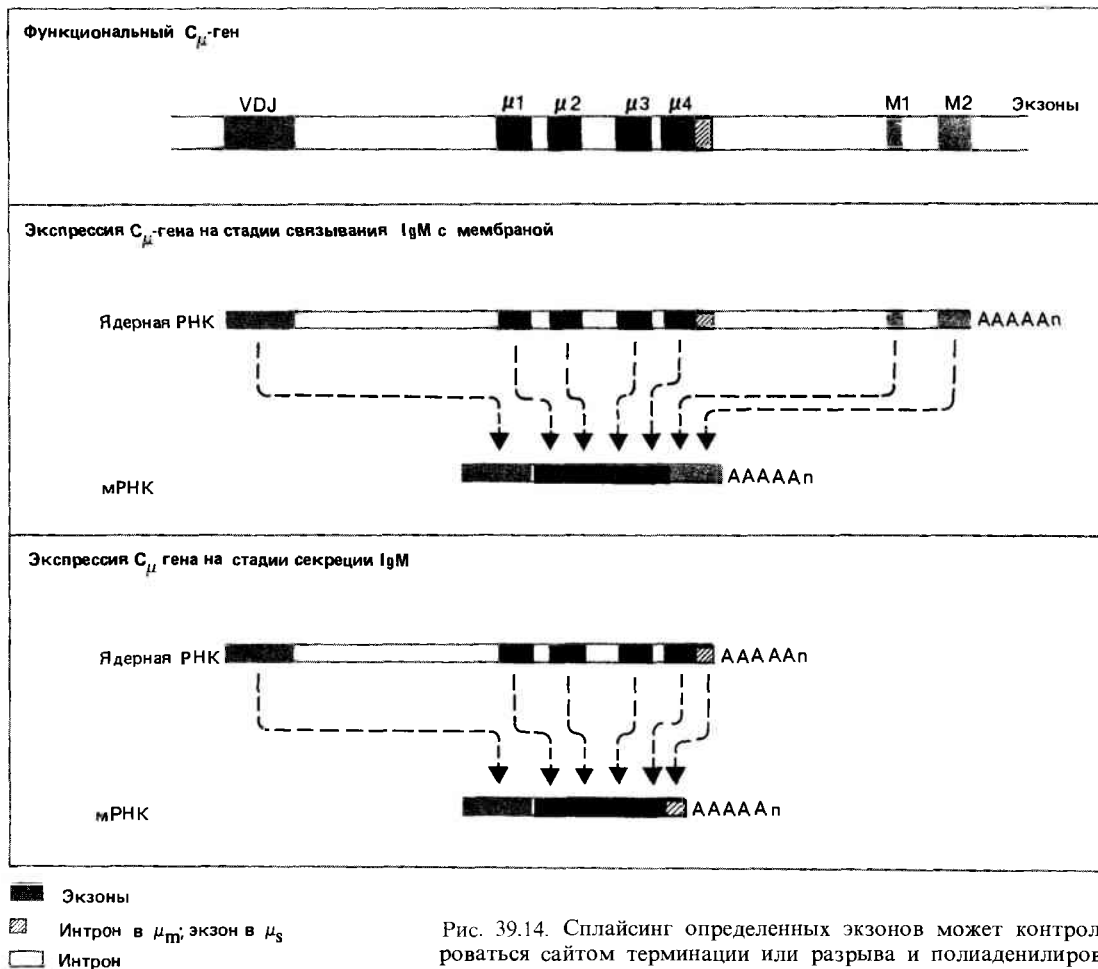 Функциональный Cμ-ген
VDJ μ1 μ2 μ3 μ4 M1 M2 Экзоны
Экспрессия Cμ-гена на стадии связывания IgM с мембраной
Ядерная РНК AAAAAn
мРНК AAAAAn
Экспрессия Cμ гена на стадии секреции IgM
Ядерная РНК AAAAAn
мРНК AAAAAn
Экзоны
Интрон в μm; экзон в μs
Интрон
Рис. 39.14. Сплайсинг определенных экзонов может контрол
роваться сайтом терминации или разрыва и полиаденилиров